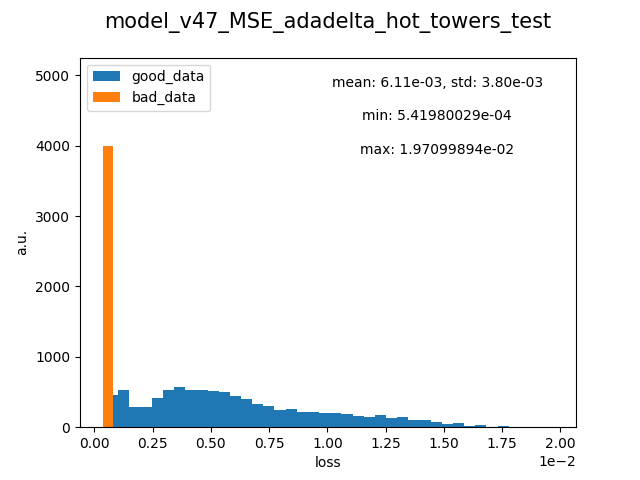 model_v47_MSE_adadelta_hot_towers_test
good_data
bad_data
mean: 6.11e-03, std: 3.80e-03
min: 5.41980029e-04
max: 1.97099894e-02
a.u.
5000
4000
3000
2000
1000
0
0.00 0.25 0.50 0.75 1.00 1.25 1.50 1.75 2.00
1e−2
loss